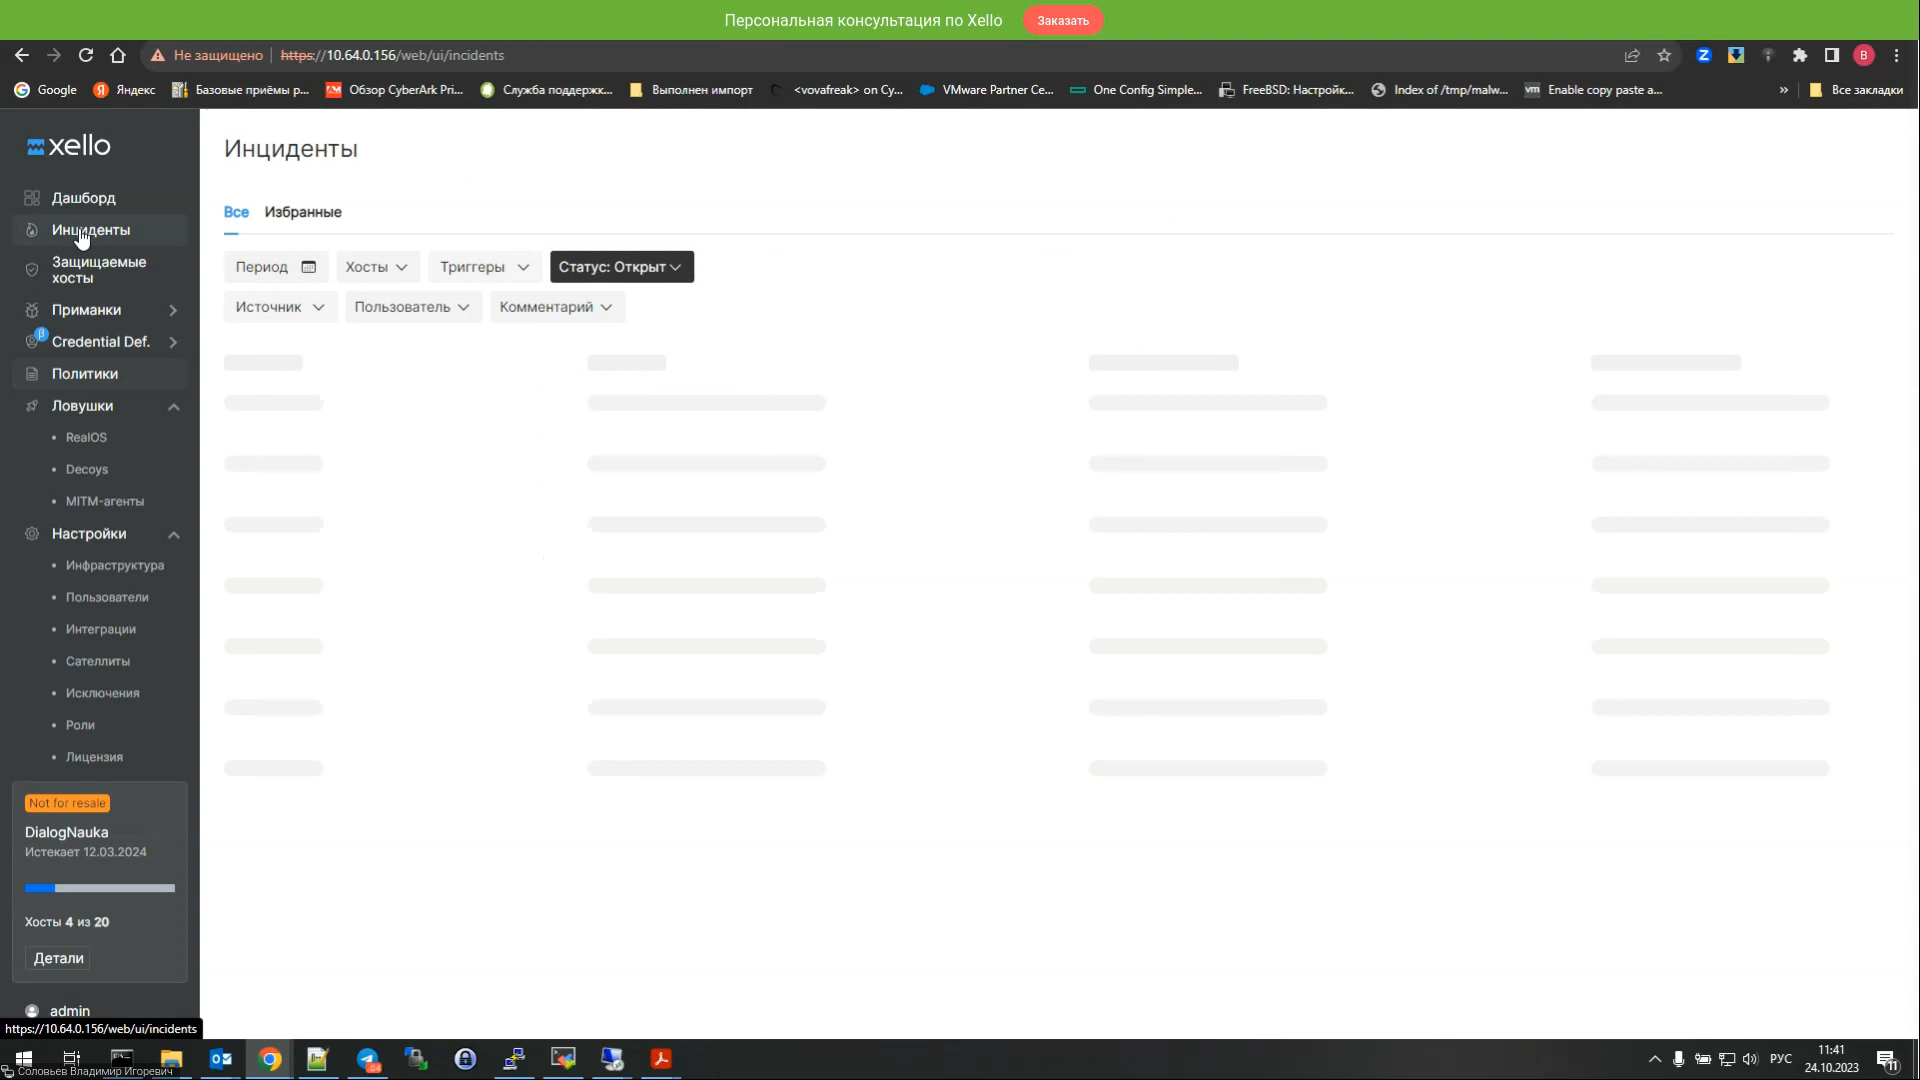 Персональная консультация по Xello
Заказать
Не защищено
https://10.64.0.156/web/ui/incidents
B
Google
Яндекс
Базовые приёмы р...
Обзор CyberArk Pri...
Служба поддержк...
Выполнен импорт
<vovafreak> on Cy...
VMware Partner Ce...
One Config Simple...
FreeBSD: Настройк...
Index of /tmp/malw...
vm
Enable copy paste a...
»
Все закладки
xello
Дашборд
Инциденты
Защищаемые
хосты
Приманки
β
Credential Def.
Политики
Ловушки
RealOS
Decoys
MITM-агенты
Настройки
Инфраструктура
Пользователи
Интеграции
Сателлиты
Исключения
Роли
Лицензия
Not for resale
DialogNauka
Истекает 12.03.2024
Хосты 4 из 20
Детали
admin
https://10.64.0.156/web/ui/incidents
Инциденты
Все
Избранные
Период
Хосты
Триггеры
Статус: Открыт
Источник
Пользователь
Комментарий
Соловьев Владимир Игоревич
РУС
11:41
24.10.2023
11